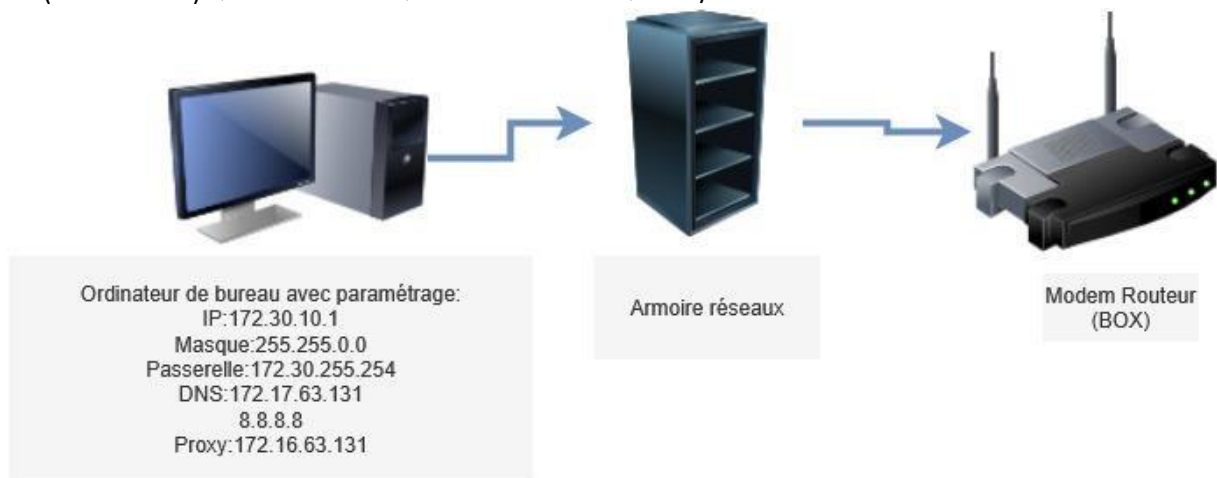 Ordinateur de bureau avec paramétrage:
IP:172.30.10.1
Masque:255.255.0.0
Passerelle:172.30.255.254
DNS:172.17.63.131
8.8.8.8
Proxy:172.16.63.131
Armoire réseaux
Modem Routeur
(BOX)